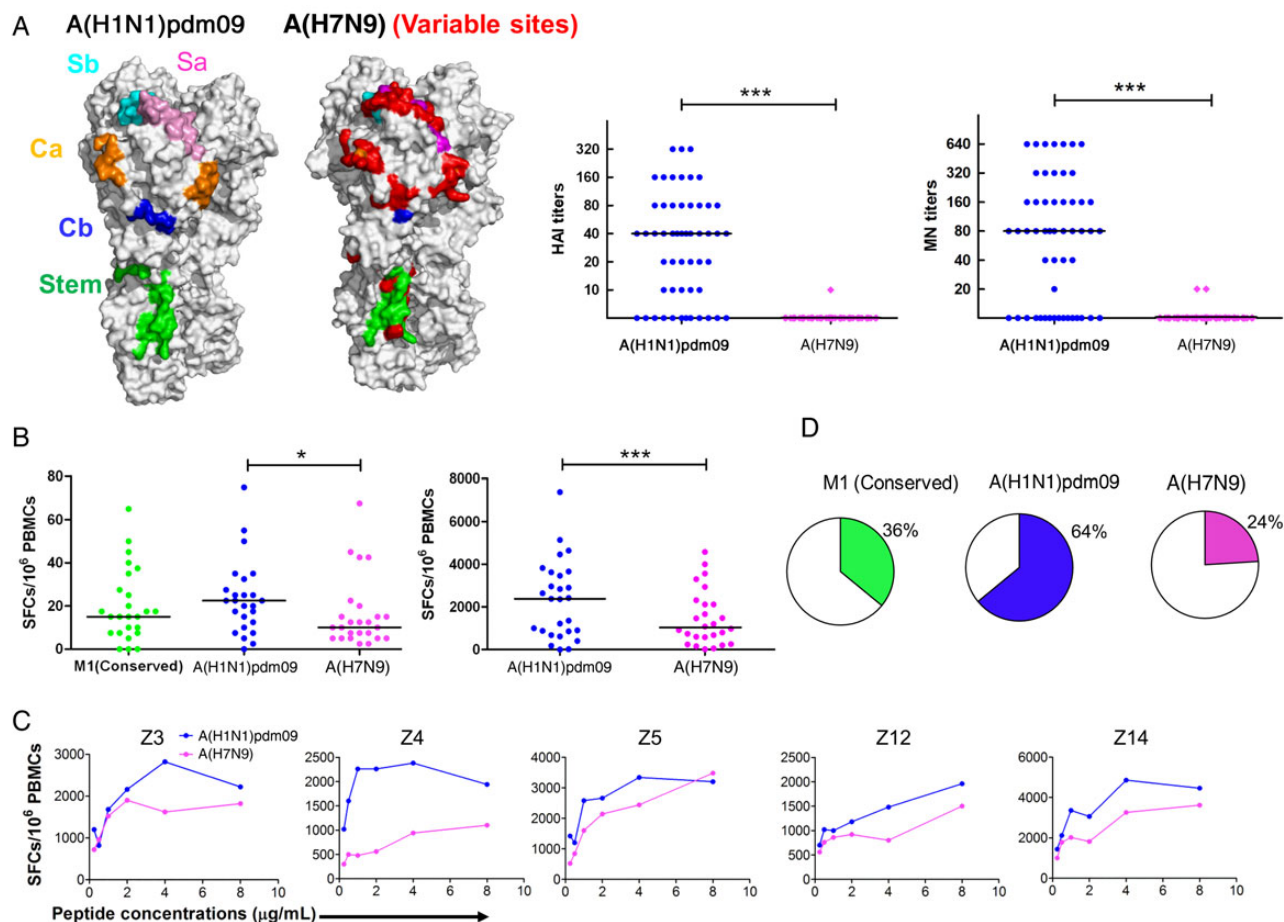 A
A(H1N1)pdm09
A(H7N9) (Variable sites)
Sb
Sa
Ca
Cb
Stem
***
HAI titers
320
160
80
40
20
10
A(H1N1)pdm09
A(H7N9)
***
MN titers
640
320
160
80
40
20
A(H1N1)pdm09
A(H7N9)
B
*
SFCs/10⁶ PBMCs
80
60
40
20
0
M1(Conserved)
A(H1N1)pdm09
A(H7N9)
***
SFCs/10⁶ PBMCs
8000
6000
4000
2000
0
A(H1N1)pdm09
A(H7N9)
D
M1 (Conserved)
36%
A(H1N1)pdm09
64%
A(H7N9)
24%
C
SFCs/10⁶ PBMCs
Z3
A(H1N1)pdm09
A(H7N9)
3000
2000
1000
0
0 2 4 6 8 10
Z4
2500
2000
1500
1000
500
0
0 2 4 6 8 10
Z5
4000
3000
2000
1000
0
0 2 4 6 8 10
Z12
2500
2000
1500
1000
500
0
0 2 4 6 8 10
Z14
6000
4000
2000
0
0 2 4 6 8 10
Peptide concentrations (μg/mL)